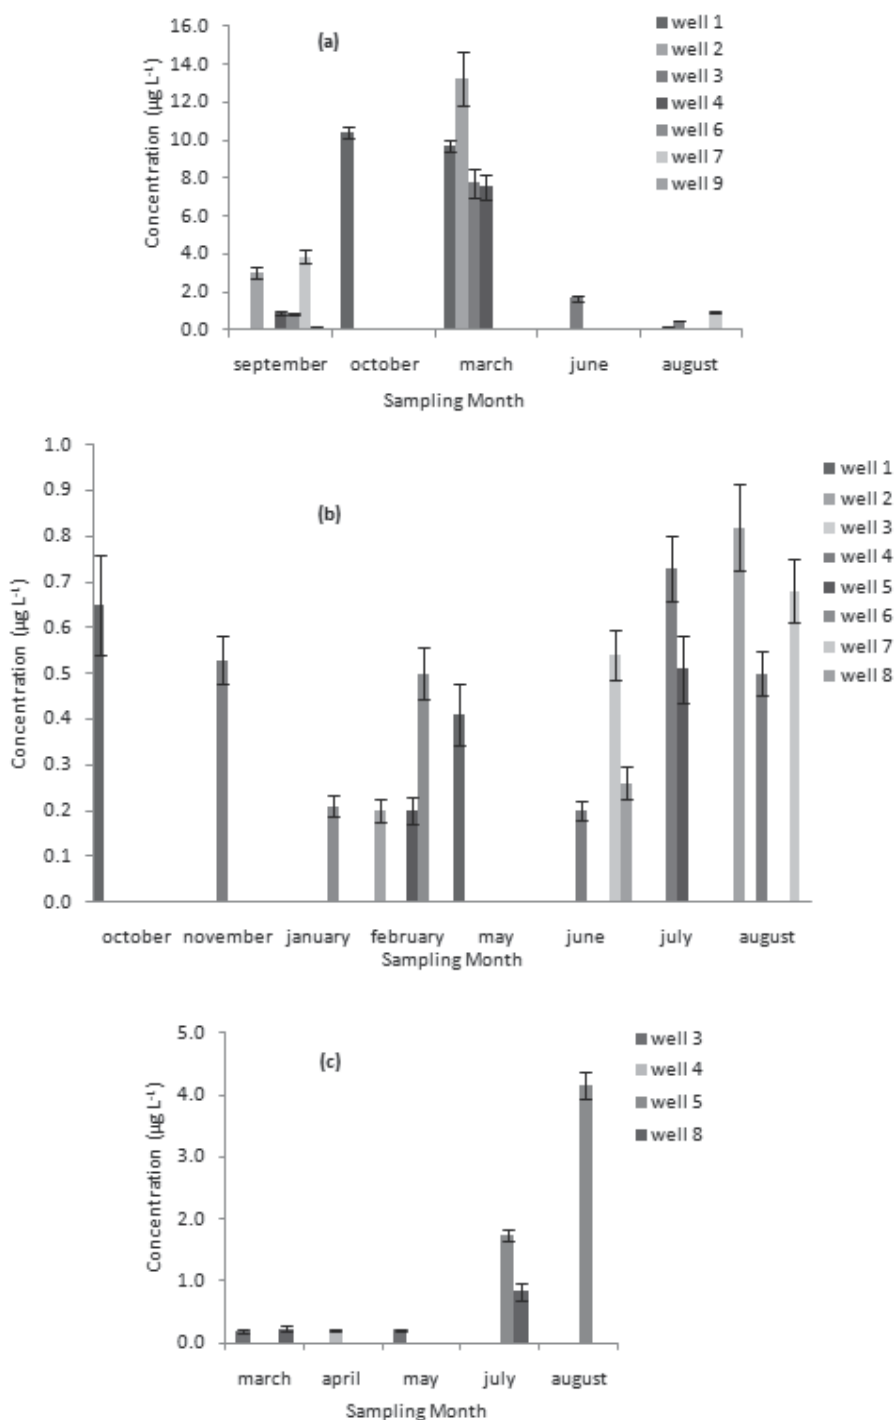 (a)
16.0
14.0
12.0
10.0
8.0
6.0
4.0
2.0
0.0
Concentration (µg L⁻¹)
september
october
march
june
august
Sampling Month
well 1
well 2
well 3
well 4
well 6
well 7
well 9
(b)
1.0
0.9
0.8
0.7
0.6
0.5
0.4
0.3
0.2
0.1
0.0
Concentration (µg L⁻¹)
october
november
january
february
may
june
july
august
Sampling Month
well 1
well 2
well 3
well 4
well 5
well 6
well 7
well 8
(c)
5.0
4.0
3.0
2.0
1.0
0.0
Concentration (µg L⁻¹)
march
april
may
july
august
Sampling Month
well 3
well 4
well 5
well 8